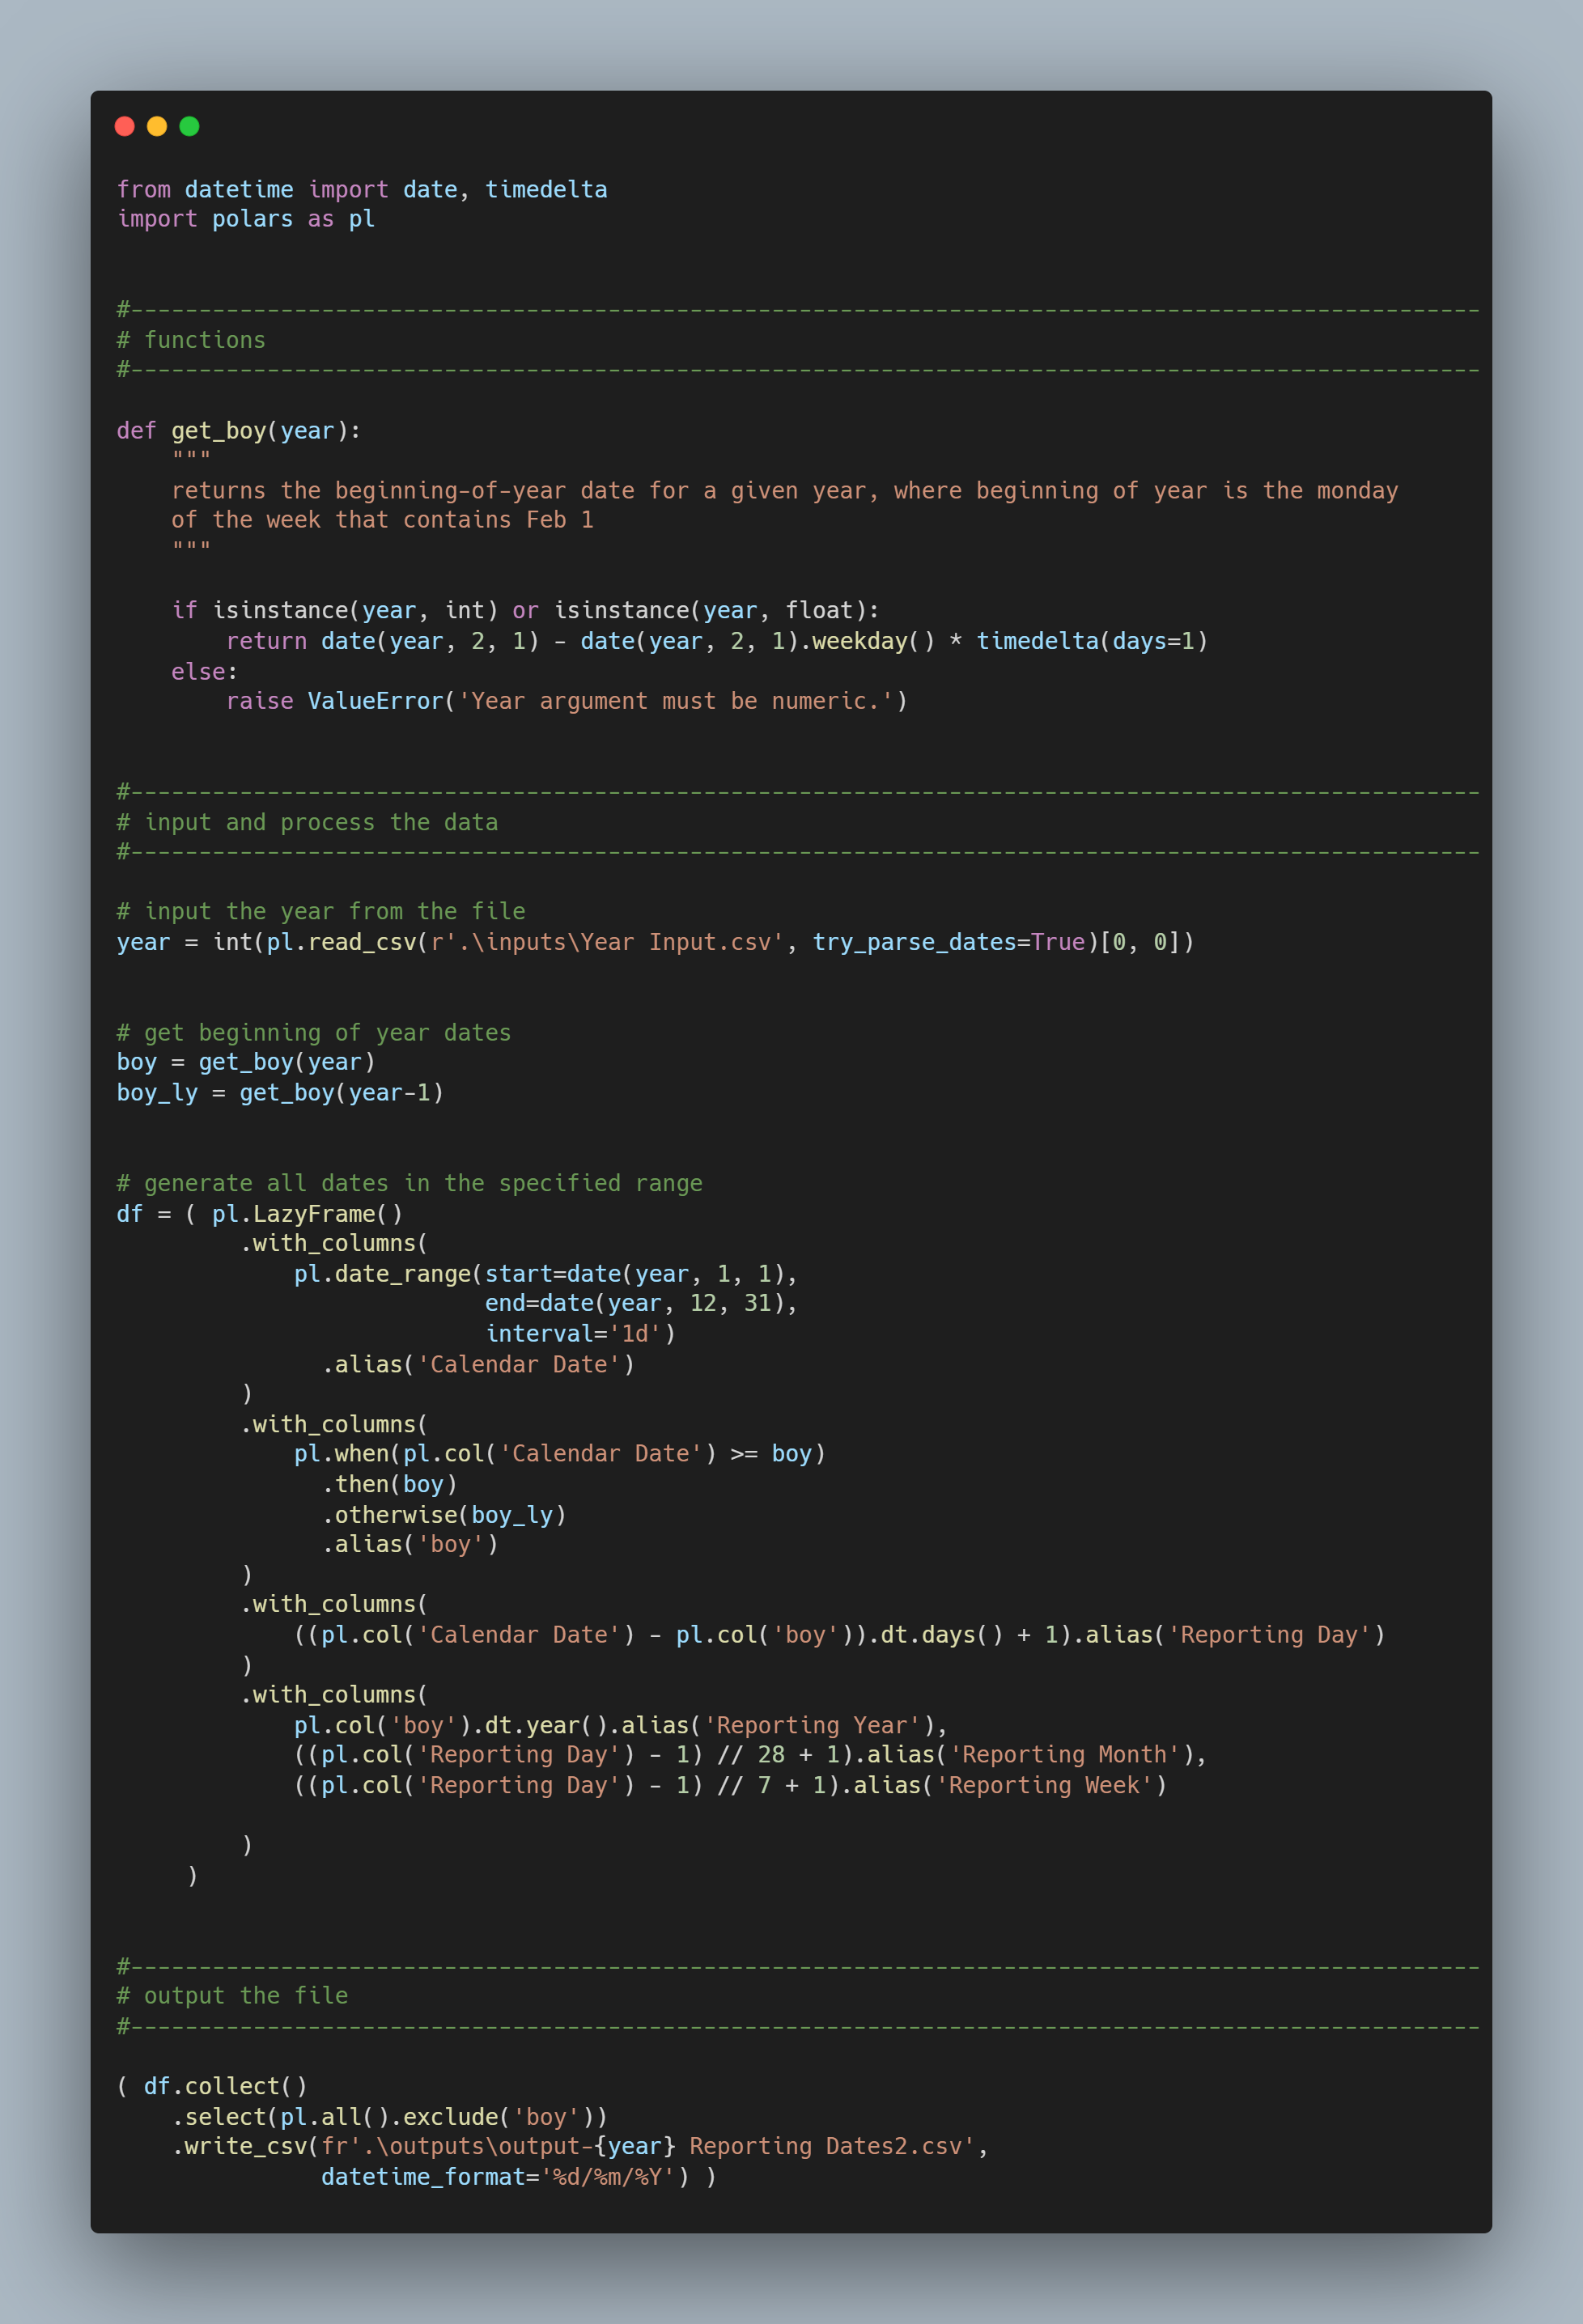 from datetime import date, timedelta
import polars as pl
#---------------------------------------------------------------------------------------------------
# functions
#---------------------------------------------------------------------------------------------------
def get_boy(year):
    """
    returns the beginning-of-year date for a given year, where beginning of year is the monday
    of the week that contains Feb 1
    """
    if isinstance(year, int) or isinstance(year, float):
        return date(year, 2, 1) - date(year, 2, 1).weekday() * timedelta(days=1)
    else:
        raise ValueError('Year argument must be numeric.')
#---------------------------------------------------------------------------------------------------
# input and process the data
#---------------------------------------------------------------------------------------------------
# input the year from the file
year = int(pl.read_csv(r'.\inputs\Year Input.csv', try_parse_dates=True)[0, 0])
# get beginning of year dates
boy = get_boy(year)
boy_ly = get_boy(year-1)
# generate all dates in the specified range
df = ( pl.LazyFrame()
         .with_columns(
             pl.date_range(start=date(year, 1, 1),
                           end=date(year, 12, 31),
                           interval='1d')
               .alias('Calendar Date')
         )
         .with_columns(
             pl.when(pl.col('Calendar Date') >= boy)
               .then(boy)
               .otherwise(boy_ly)
               .alias('boy')
         )
         .with_columns(
             ((pl.col('Calendar Date') - pl.col('boy')).dt.days() + 1).alias('Reporting Day')
         )
         .with_columns(
             pl.col('boy').dt.year().alias('Reporting Year'),
             ((pl.col('Reporting Day') - 1) // 28 + 1).alias('Reporting Month'),
             ((pl.col('Reporting Day') - 1) // 7 + 1).alias('Reporting Week')
         )
     )
#---------------------------------------------------------------------------------------------------
# output the file
#---------------------------------------------------------------------------------------------------
( df.collect()
    .select(pl.all().exclude('boy'))
    .write_csv(fr'.\outputs\output-{year} Reporting Dates2.csv',
               datetime_format='%d/%m/%Y') )